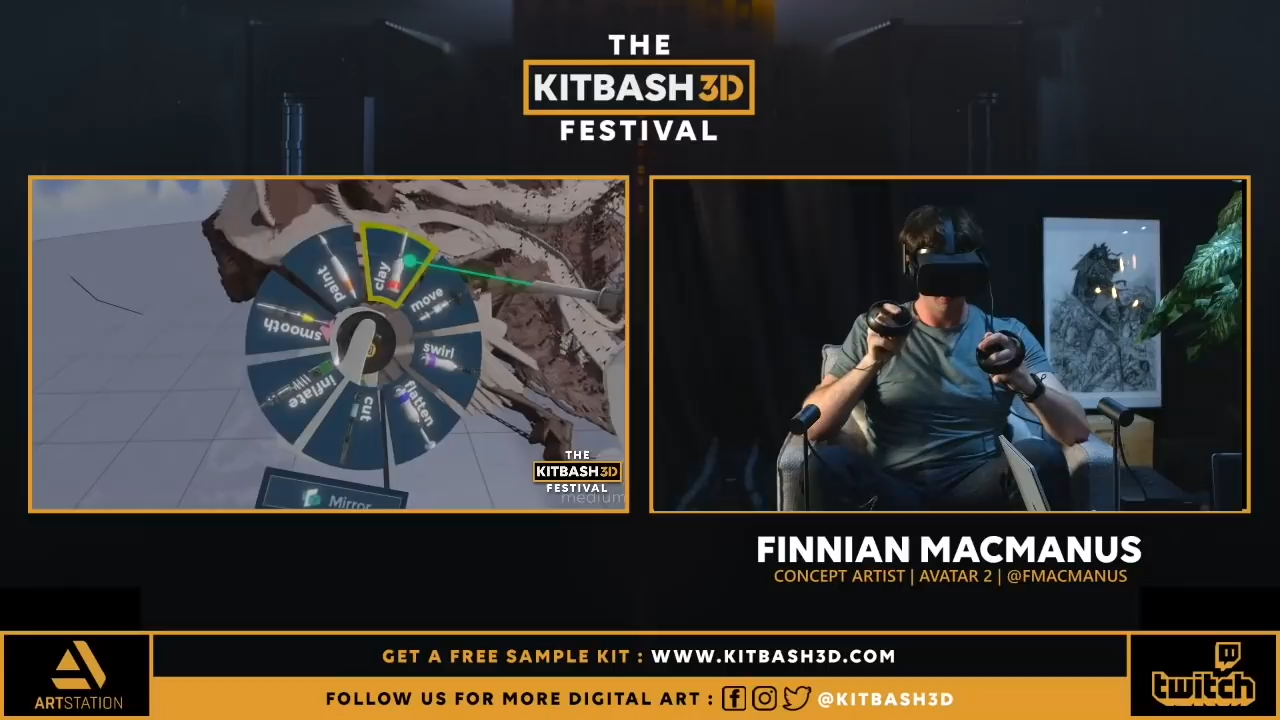 THE
KITBASH3D
FESTIVAL
paint
clay
move
swirl
flatten
cut
inflate
smooth
Mirror
THE
KITBASH3D
FESTIVAL
medium
FINNIAN MACMANUS
CONCEPT ARTIST | AVATAR 2 | @FMACMANUS
ARTSTATION
GET A FREE SAMPLE KIT : WWW.KITBASH3D.COM
FOLLOW US FOR MORE DIGITAL ART : @KITBASH3D
twitch